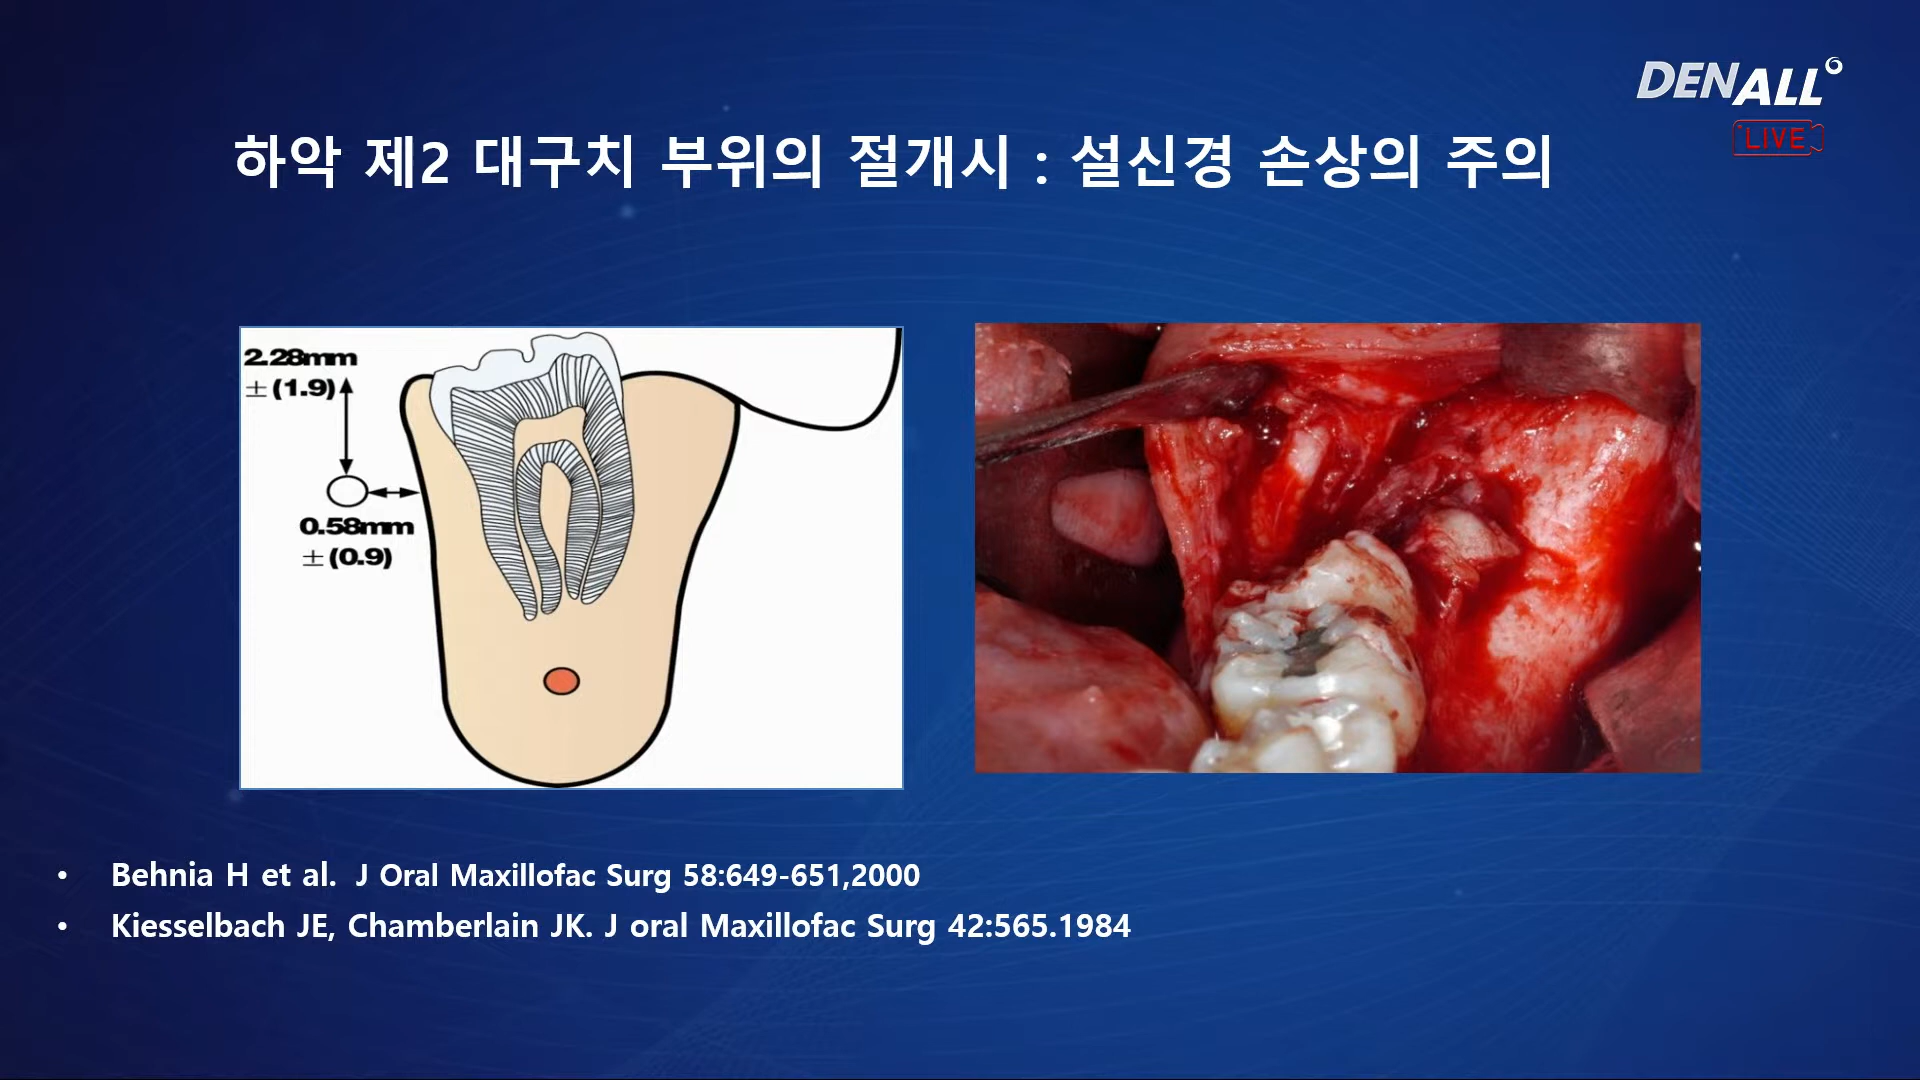 DENALL
LIVE
하악 제2 대구치 부위의 절개시 : 설신경 손상의 주의
2.28mm
±(1.9)
0.58mm
±(0.9)
• Behnia H et al. J Oral Maxillofac Surg 58:649-651,2000
• Kiesselbach JE, Chamberlain JK. J oral Maxillofac Surg 42:565.1984